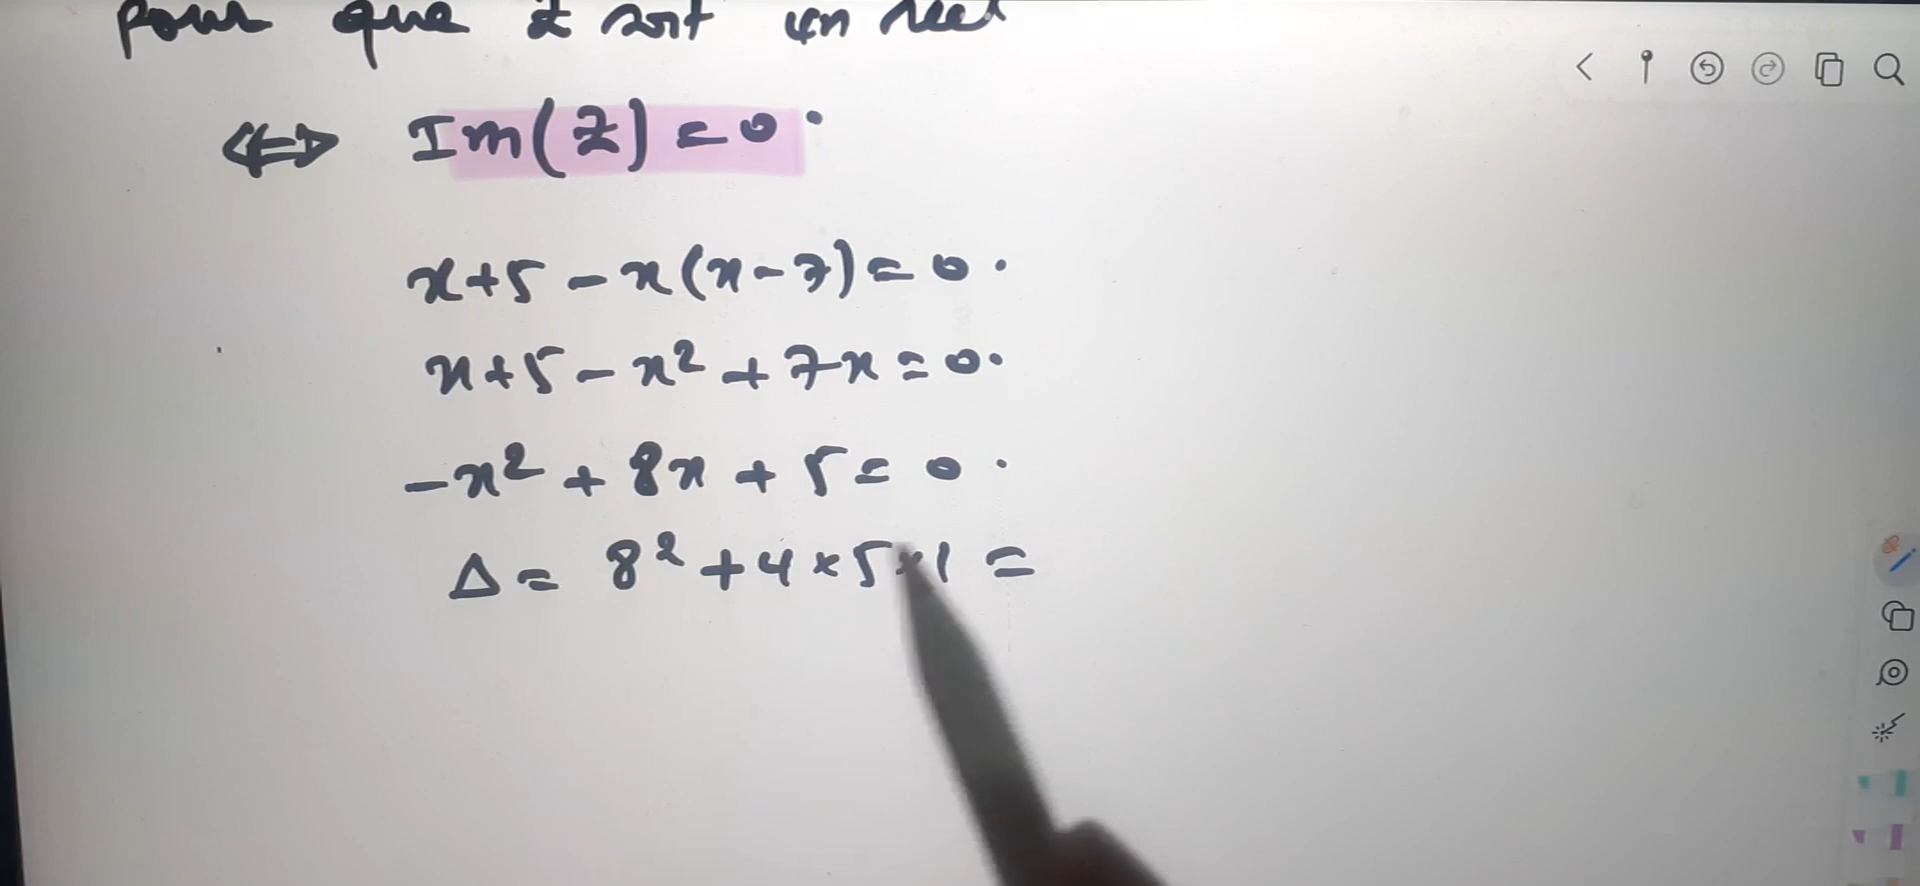 pour que Z soit un réel
⟺ Im(Z) = 0.
x+5 - x(x-7) = 0.
x+5 - x² + 7x = 0.
-x² + 8x + 5 = 0.
Δ = 8² + 4×5×1 =